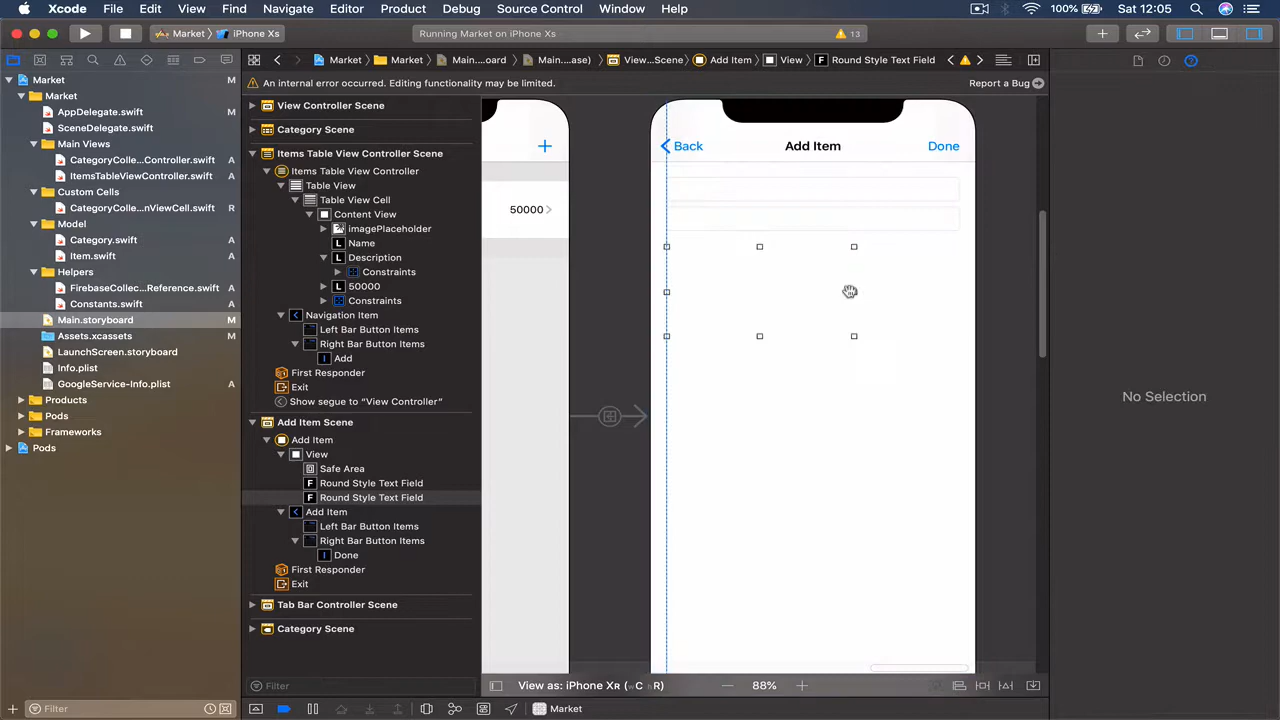 Xcode File Edit View Find Navigate Editor Product Debug Source Control Window Help 100% Sat 12:05
Market iPhone Xs Running Market on iPhone Xs 13
Market Market Main....oard Main....ase) View...Scene) Add Item View F Round Style Text Field
An internal error occurred. Editing functionality may be limited. Report a Bug
Market M
Market
AppDelegate.swift M
SceneDelegate.swift
Main Views
CategoryColle...Controller.swift A
ItemsTableViewController.swift A
Custom Cells
CategoryColle...nViewCell.swift R
Model
Category.swift A
Item.swift A
Helpers
FirebaseCollec...Reference.swift A
Constants.swift A
Main.storyboard M
Assets.xcassets M
LaunchScreen.storyboard
Info.plist
GoogleService-Info.plist A
Products
Pods
Frameworks
Pods
Filter
View Controller Scene
Category Scene
Items Table View Controller Scene
Items Table View Controller
Table View
Table View Cell
Content View
imagePlaceholder
L Name
L Description
Constraints
L 50000
Constraints
Navigation Item
Left Bar Button Items
Right Bar Button Items
Add
First Responder
Exit
Show segue to “View Controller”
Add Item Scene
Add Item
View
Safe Area
F Round Style Text Field
F Round Style Text Field
Add Item
Left Bar Button Items
Right Bar Button Items
Done
First Responder
Exit
Tab Bar Controller Scene
Category Scene
Filter
50000
Back Add Item Done
View as: iPhone XR (wC hR) 88%
Market
No Selection